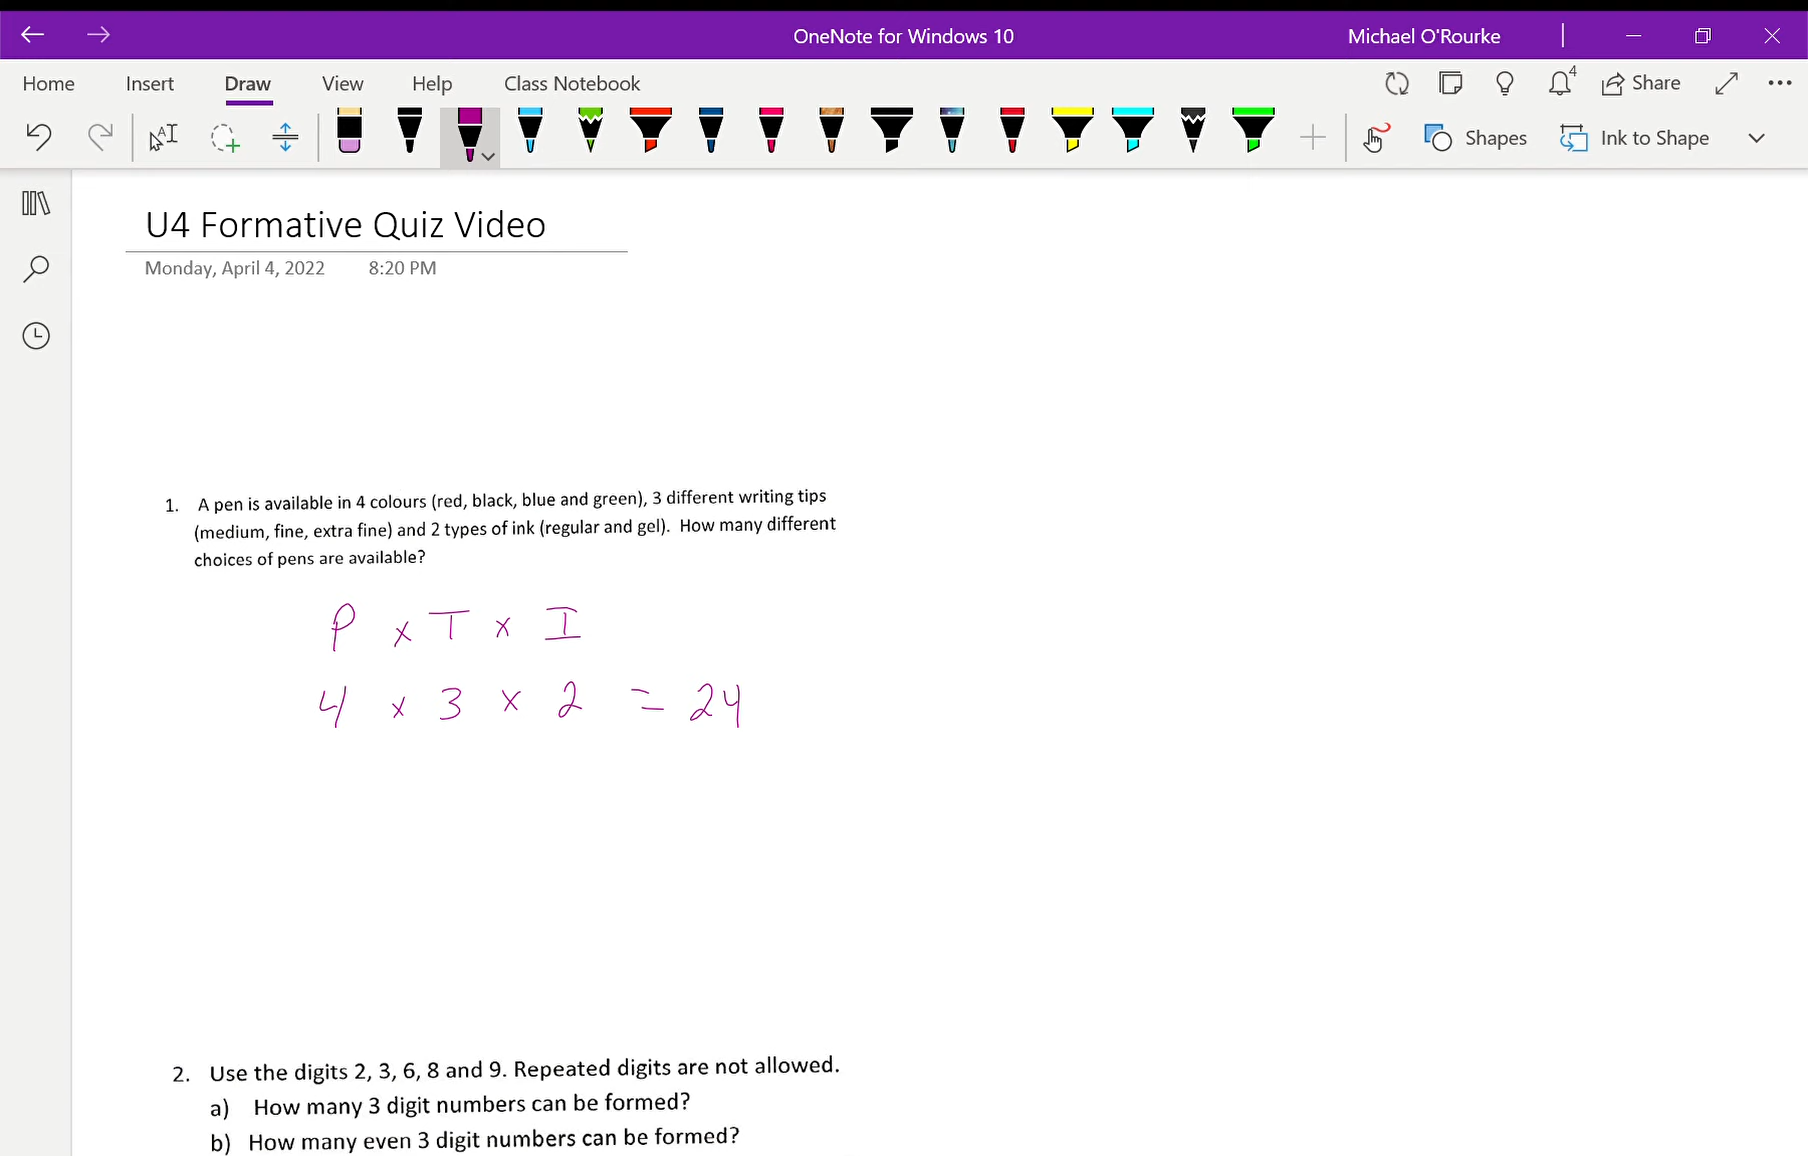 OneNote for Windows 10
Michael O'Rourke
Home Insert Draw View Help Class Notebook
4
Share
Shapes
Ink to Shape
U4 Formative Quiz Video
Monday, April 4, 2022 8:20 PM
1. A pen is available in 4 colours (red, black, blue and green), 3 different writing tips
(medium, fine, extra fine) and 2 types of ink (regular and gel). How many different
choices of pens are available?
P x T x I
4 x 3 x 2 = 24
2. Use the digits 2, 3, 6, 8 and 9. Repeated digits are not allowed.
a) How many 3 digit numbers can be formed?
b) How many even 3 digit numbers can be formed?